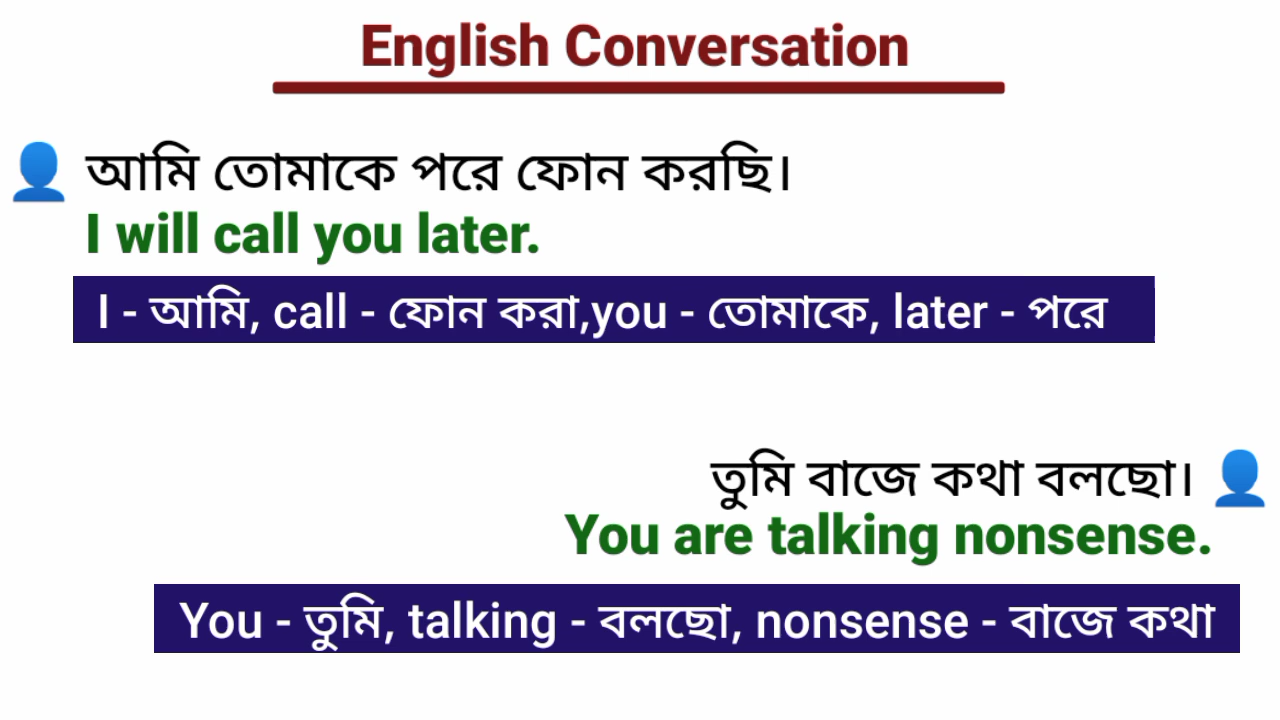 English Conversation
আমি তোমাকে পরে ফোন করছি।
I will call you later.
I - আমি, call - ফোন করা,you - তোমাকে, later - পরে
তুমি বাজে কথা বলছো।
You are talking nonsense.
You - তুমি, talking - বলছো, nonsense - বাজে কথা